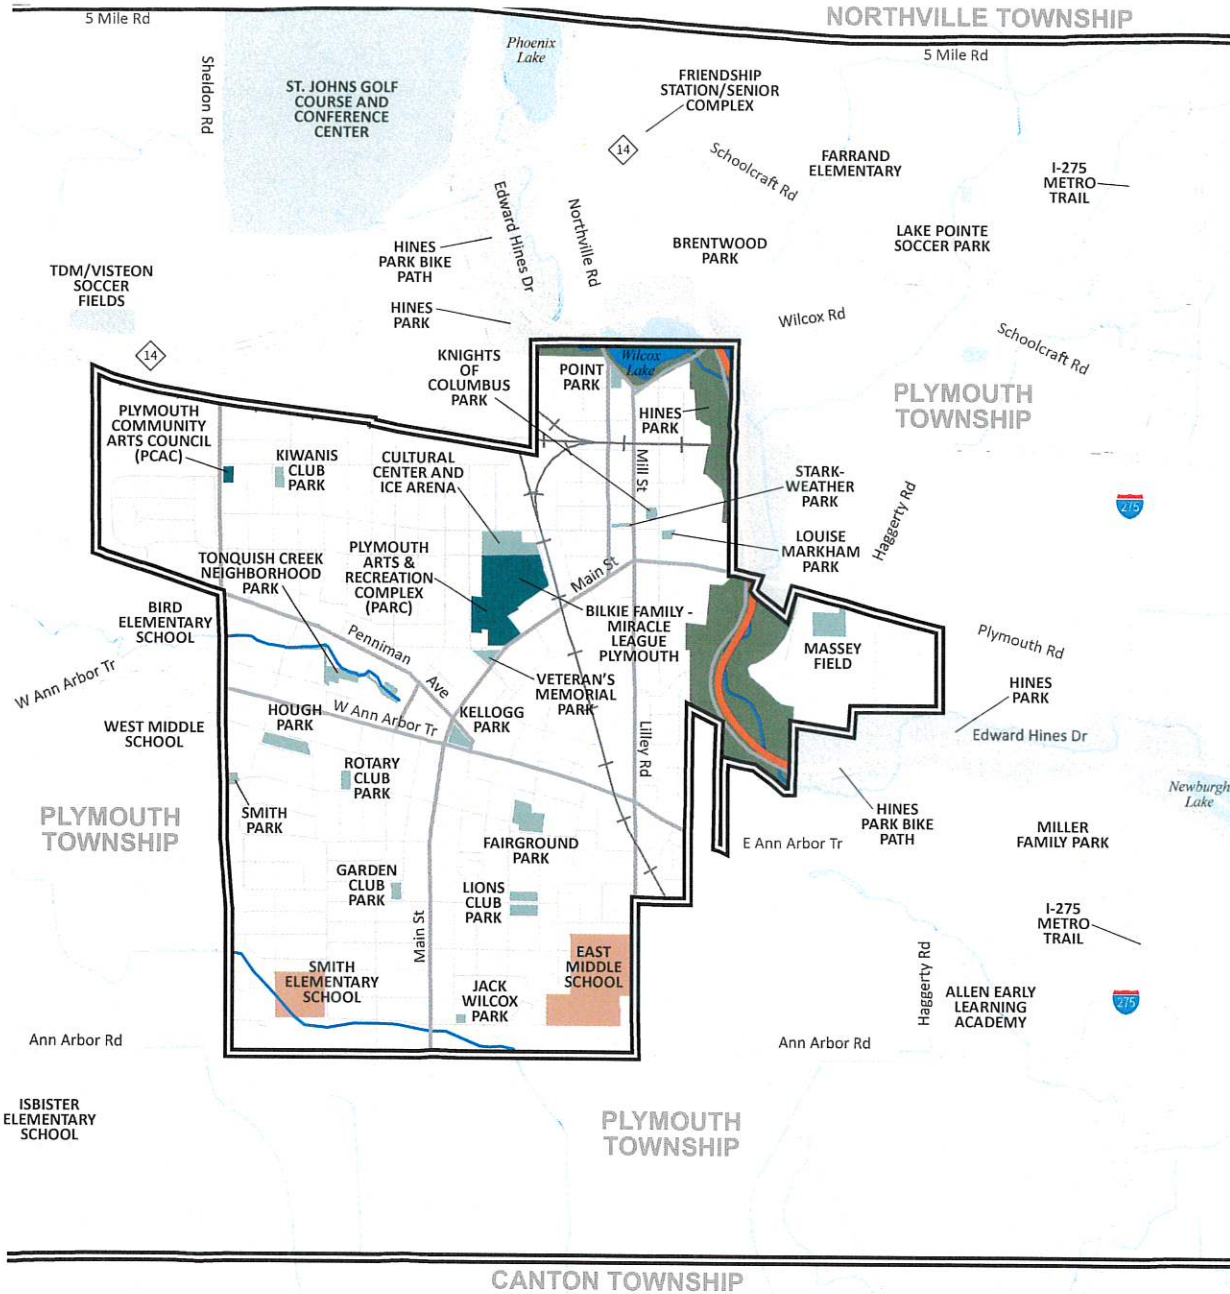 NORTHVILLE TOWNSHIP
5 Mile Rd
5 Mile Rd
Phoenix
Lake
Sheldon Rd
ST. JOHNS GOLF
COURSE AND
CONFERENCE
CENTER
FRIENDSHIP
STATION/SENIOR
COMPLEX
14
Schoolcraft Rd
FARRAND
ELEMENTARY
I-275
METRO
TRAIL
Edward Hines Dr
Northville Rd
HINES
PARK BIKE
PATH
BRENTWOOD
PARK
LAKE POINTE
SOCCER PARK
TDM/VISTEON
SOCCER
FIELDS
HINES
PARK
Wilcox Rd
Schoolcraft Rd
14
KNIGHTS
OF
COLUMBUS
PARK
POINT
PARK
Wilcox
Lake
PLYMOUTH
TOWNSHIP
PLYMOUTH
COMMUNITY
ARTS COUNCIL
(PCAC)
HINES
PARK
KIWANIS
CLUB
PARK
CULTURAL
CENTER AND
ICE ARENA
Mill St
STARK-
WEATHER
PARK
Haggerty Rd
275
LOUISE
MARKHAM
PARK
TONQUISH CREEK
NEIGHBORHOOD
PARK
PLYMOUTH
ARTS &
RECREATION
COMPLEX
(PARC)
Main St
BIRD
ELEMENTARY
SCHOOL
BILKIE FAMILY -
MIRACLE
LEAGUE
PLYMOUTH
MASSEY
FIELD
Plymouth Rd
Penniman
Ave
W Ann Arbor Tr
VETERAN'S
MEMORIAL
PARK
HINES
PARK
HOUGH
PARK
W Ann Arbor Tr
KELLOGG
PARK
WEST MIDDLE
SCHOOL
Lilley Rd
Edward Hines Dr
ROTARY
CLUB
PARK
Newburgh
Lake
SMITH
PARK
PLYMOUTH
TOWNSHIP
HINES
PARK BIKE
PATH
MILLER
FAMILY PARK
FAIRGROUND
PARK
E Ann Arbor Tr
GARDEN
CLUB
PARK
LIONS
CLUB
PARK
I-275
METRO
TRAIL
Main St
Haggerty Rd
EAST
MIDDLE
SCHOOL
SMITH
ELEMENTARY
SCHOOL
JACK
WILCOX
PARK
ALLEN EARLY
LEARNING
ACADEMY
275
Ann Arbor Rd
Ann Arbor Rd
ISBISTER
ELEMENTARY
SCHOOL
PLYMOUTH
TOWNSHIP
CANTON TOWNSHIP